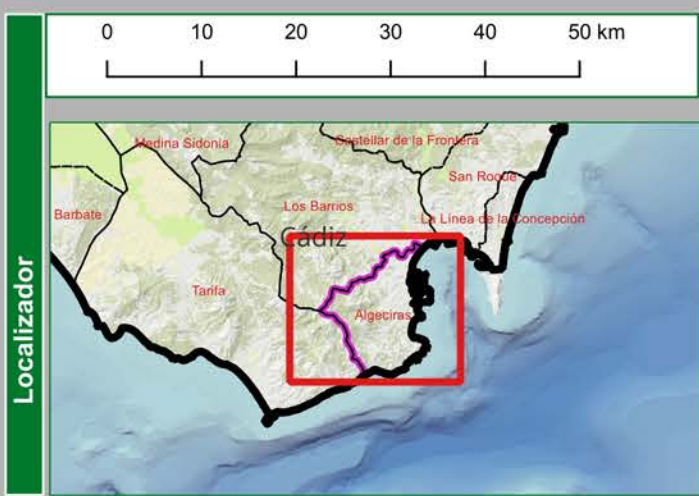 Localizador
0 10 20 30 40 50 km
Medina Sidonia
Castellar de la Frontera
San Roque
Barbate
Los Barrios
La Línea de la Concepción
Cádiz
Tarifa
Algeciras